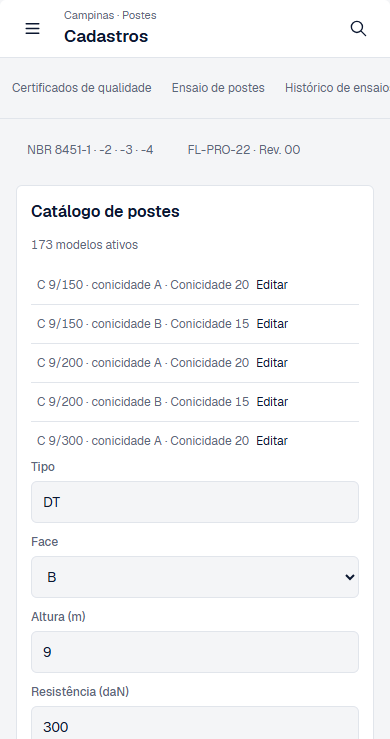 Campinas · Postes
Cadastros
Certificados de qualidade Ensaio de postes Histórico de ensaio
NBR 8451-1 · -2 · -3 · -4 FL-PRO-22 · Rev. 00
Catálogo de postes
173 modelos ativos
C 9/150 · conicidade A · Conicidade 20 Editar
C 9/150 · conicidade B · Conicidade 15 Editar
C 9/200 · conicidade A · Conicidade 20 Editar
C 9/200 · conicidade B · Conicidade 15 Editar
C 9/300 · conicidade A · Conicidade 20 Editar
Tipo
DT
Face
B
Altura (m)
9
Resistência (daN)
300